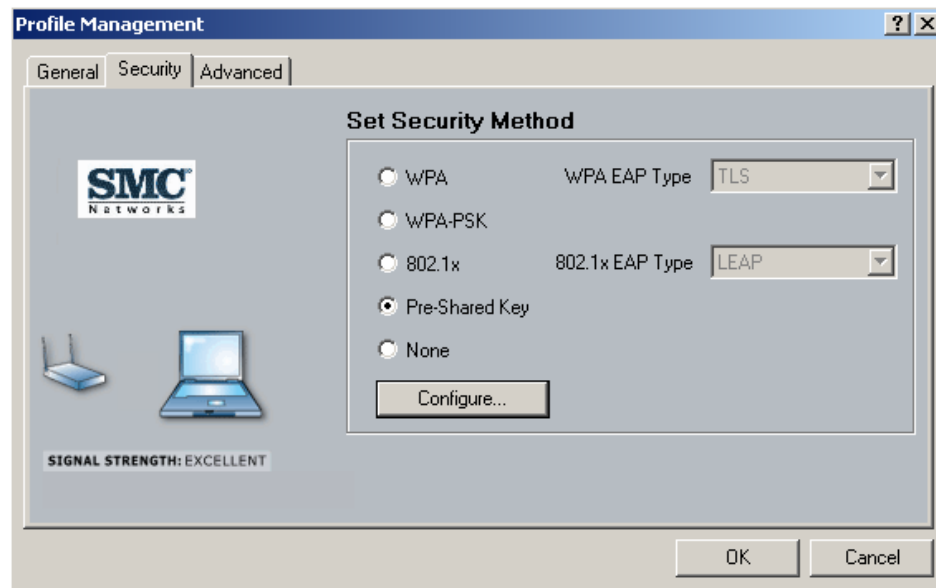 Profile Management
General Security Advanced
SMC
Networks
SIGNAL STRENGTH: EXCELLENT
Set Security Method
WPA WPA EAP Type TLS
WPA-PSK
802.1x 802.1x EAP Type LEAP
Pre-Shared Key
None
Configure...
OK Cancel